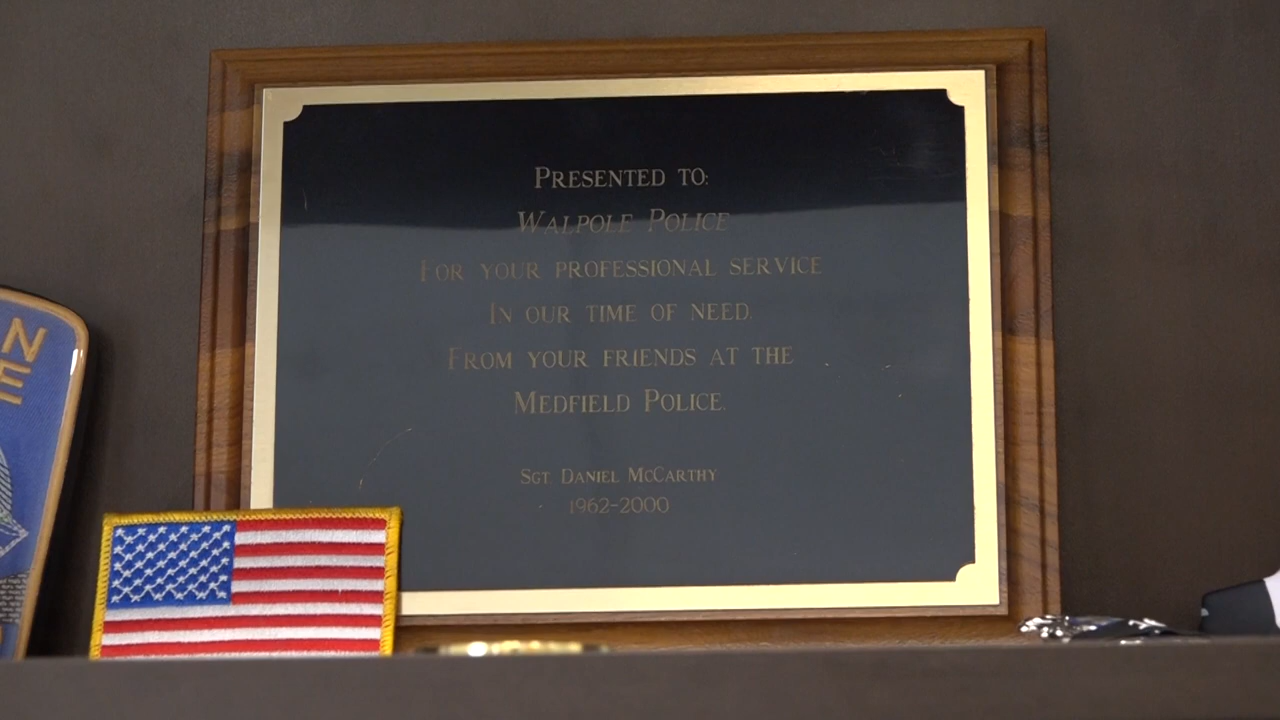 PRESENTED TO:
WALPOLE POLICE
FOR YOUR PROFESSIONAL SERVICE
IN OUR TIME OF NEED.
FROM YOUR FRIENDS AT THE
MEDFIELD POLICE.
SGT. DANIEL MCCARTHY
1962-2000
N
E